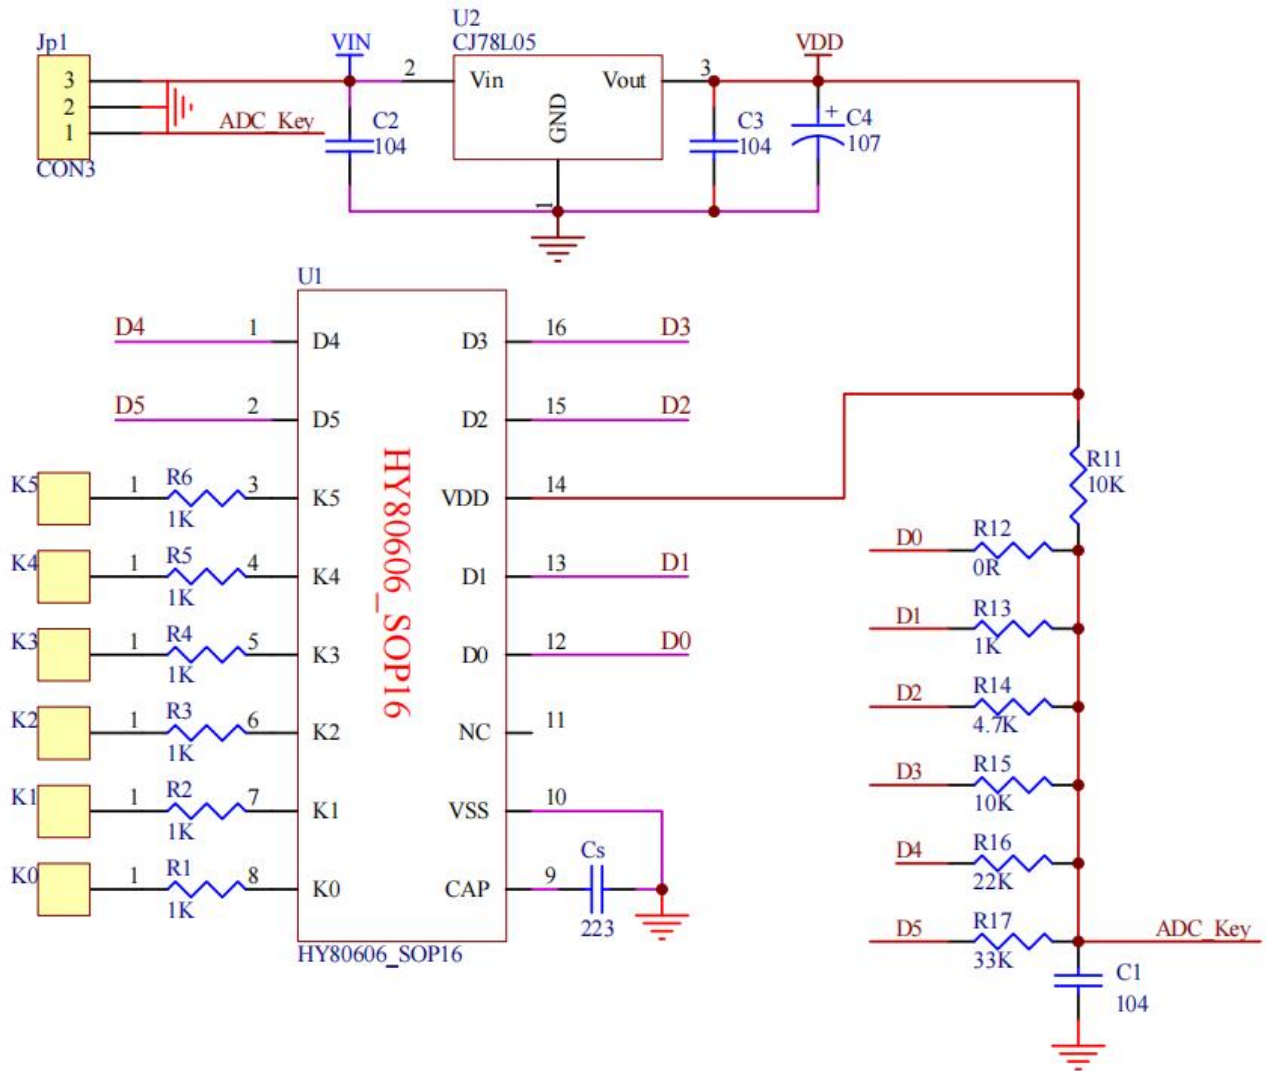 Jp1
3
2
1
CON3
ADC_Key
VIN
C2
104
U2
CJ78L05
2
Vin
Vout
3
GND
1
VDD
C3
104
+
C4
107
U1
D4
1
D4
D3
16
D3
D5
2
D5
D2
15
D2
K5
1
R6
1K
3
K5
VDD
14
K4
1
R5
1K
4
K4
D1
13
D1
K3
1
R4
1K
5
K3
D0
12
D0
K2
1
R3
1K
6
K2
NC
11
K1
1
R2
1K
7
K1
VSS
10
K0
1
R1
1K
8
K0
CAP
9
Cs
223
HY80606_SOP16
HY80606_SOP16
R11
10K
D0
R12
0R
D1
R13
1K
D2
R14
4.7K
D3
R15
10K
D4
R16
22K
D5
R17
33K
ADC_Key
C1
104